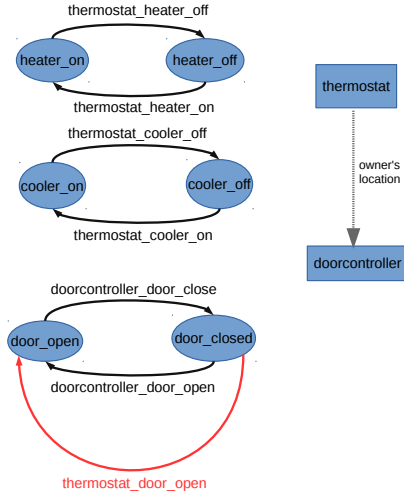 thermostat_heater_off
heater_on
heater_off
thermostat_heater_on
thermostat_cooler_off
cooler_on
cooler_off
thermostat_cooler_on
doorcontroller_door_close
door_open
door_closed
doorcontroller_door_open
thermostat_door_open
thermostat
owner's
location
doorcontroller